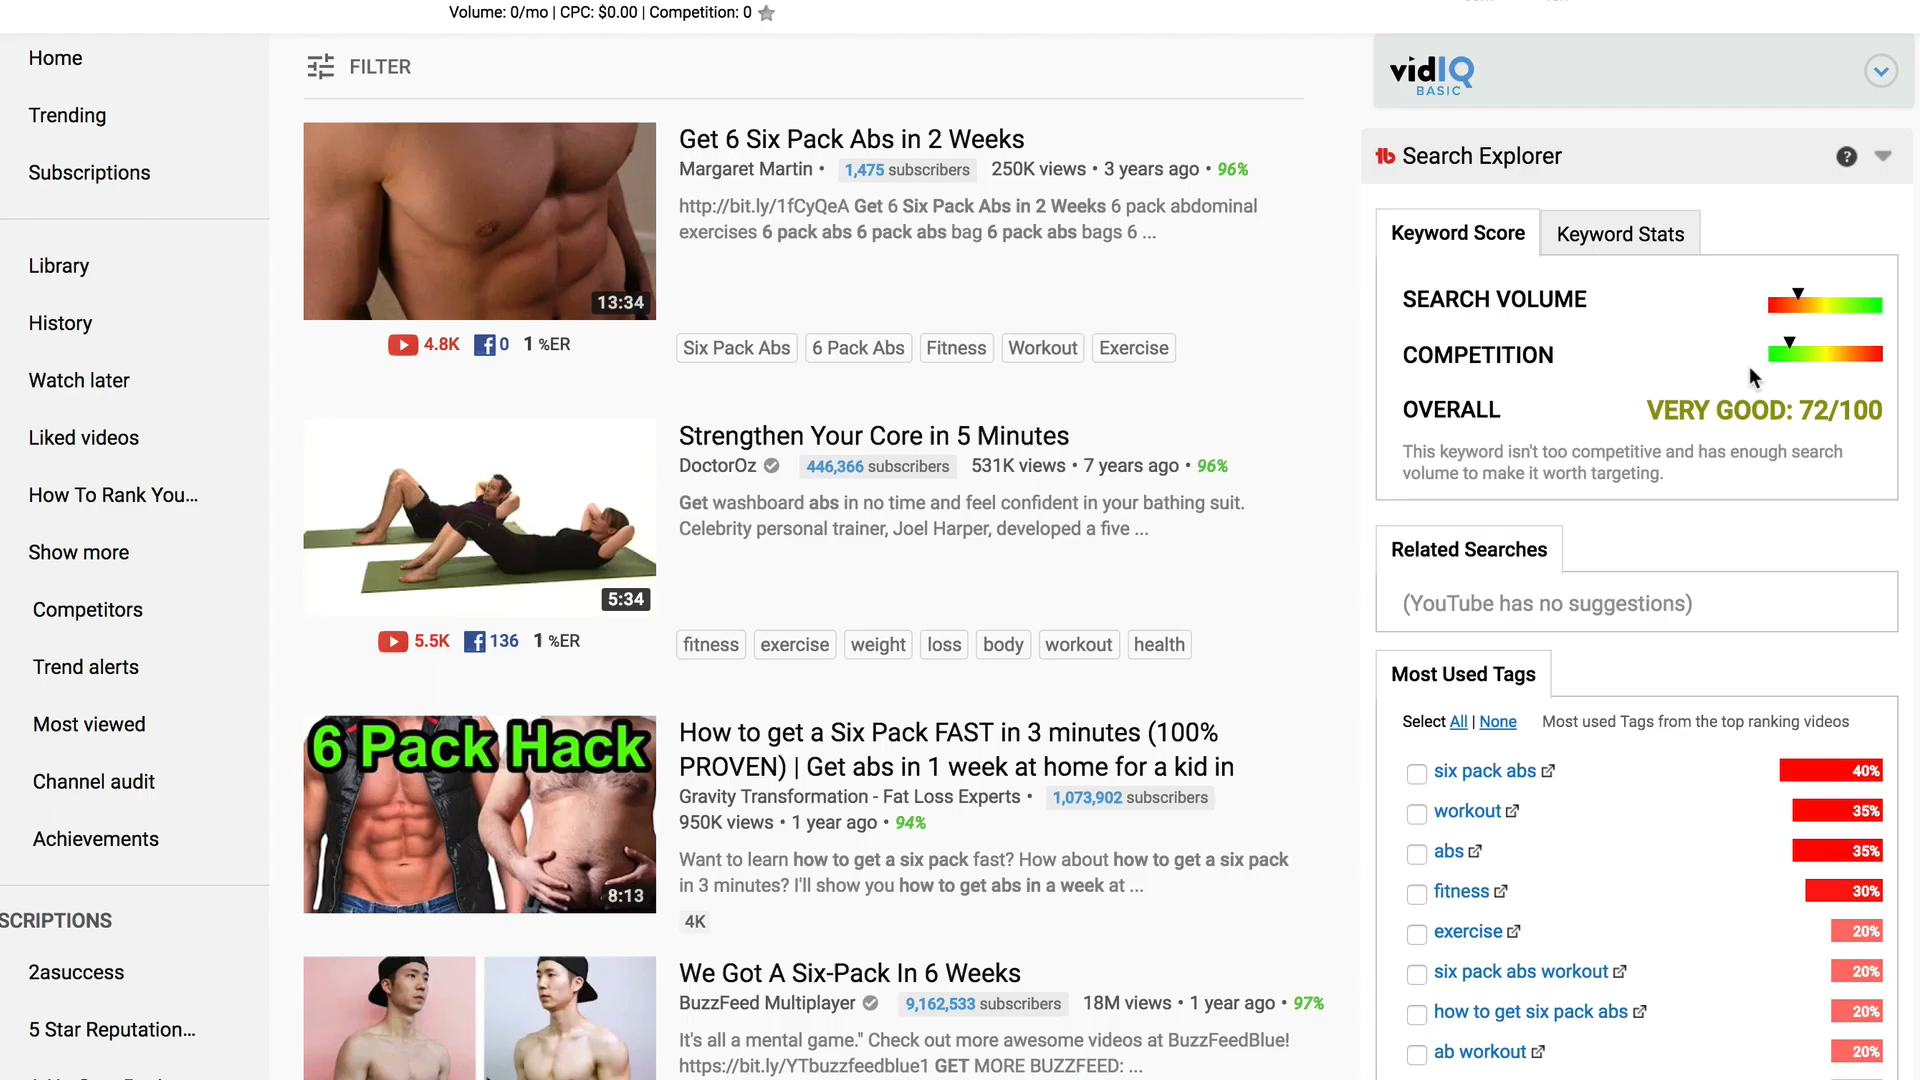 Volume: 0/mo | CPC: $0.00 | Competition: 0
Home
Trending
Subscriptions
Library
History
Watch later
Liked videos
How To Rank You...
Show more
Competitors
Trend alerts
Most viewed
Channel audit
Achievements
SCRIPTIONS
2asuccess
5 Star Reputation...
FILTER
13:34
4.8K 0 1 %ER
Get 6 Six Pack Abs in 2 Weeks
Margaret Martin • 1,475 subscribers 250K views • 3 years ago • 96%
http://bit.ly/1fCyQeA Get 6 Six Pack Abs in 2 Weeks 6 pack abdominal
exercises 6 pack abs 6 pack abs bag 6 pack abs bags 6 ...
Six Pack Abs 6 Pack Abs Fitness Workout Exercise
5:34
5.5K 136 1 %ER
Strengthen Your Core in 5 Minutes
DoctorOz 446,366 subscribers 531K views • 7 years ago • 96%
Get washboard abs in no time and feel confident in your bathing suit.
Celebrity personal trainer, Joel Harper, developed a five ...
fitness exercise weight loss body workout health
6 Pack Hack
8:13
How to get a Six Pack FAST in 3 minutes (100%
PROVEN) | Get abs in 1 week at home for a kid in
Gravity Transformation - Fat Loss Experts • 1,073,902 subscribers
950K views • 1 year ago • 94%
Want to learn how to get a six pack fast? How about how to get a six pack
in 3 minutes? I'll show you how to get abs in a week at ...
4K
We Got A Six-Pack In 6 Weeks
BuzzFeed Multiplayer 9,162,533 subscribers 18M views • 1 year ago • 97%
It's all a mental game." Check out more awesome videos at BuzzFeedBlue!
https://bit.ly/YTbuzzfeedblue1 GET MORE BUZZFEED: ...
vidIQ
BASIC
tb Search Explorer ?
Keyword Score Keyword Stats
SEARCH VOLUME
COMPETITION
OVERALL VERY GOOD: 72/100
This keyword isn't too competitive and has enough search
volume to make it worth targeting.
Related Searches
(YouTube has no suggestions)
Most Used Tags
Select All | None Most used Tags from the top ranking videos
six pack abs 40%
workout 35%
abs 35%
fitness 30%
exercise 20%
six pack abs workout 20%
how to get six pack abs 20%
ab workout 20%